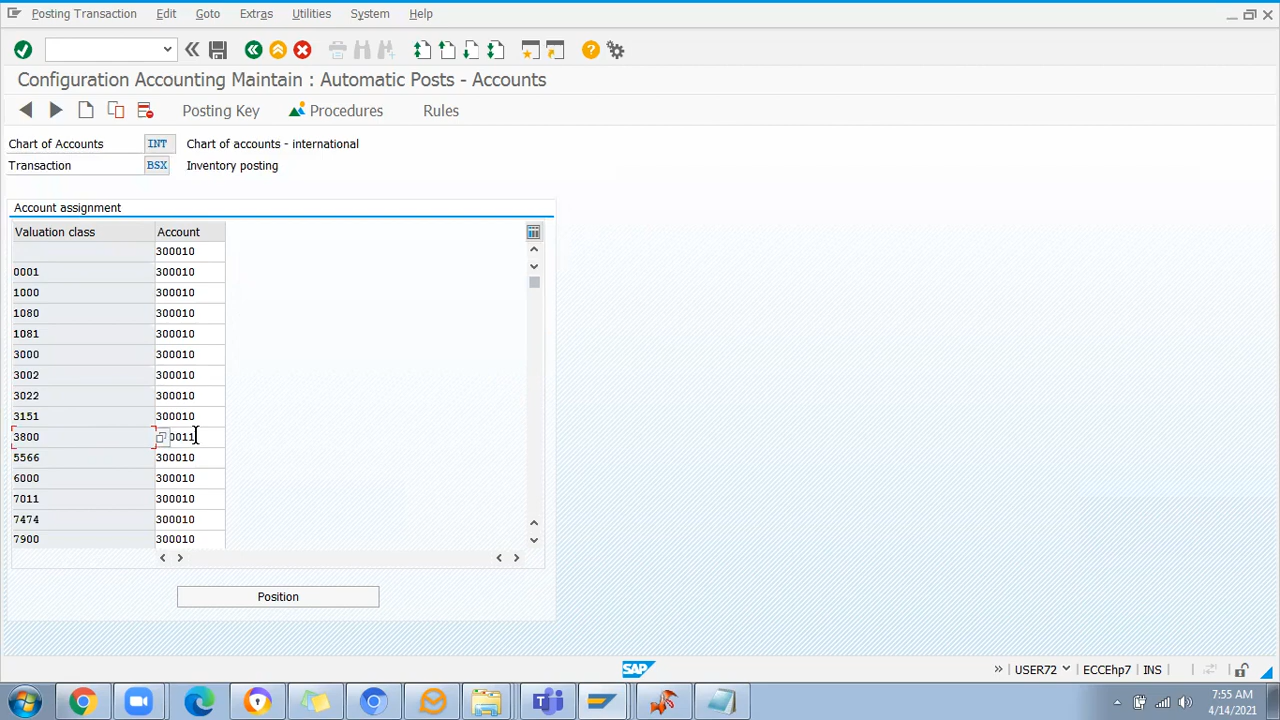 Posting Transaction Edit Goto Extras Utilities System Help
Configuration Accounting Maintain : Automatic Posts - Accounts
Posting Key Procedures Rules
Chart of Accounts INT Chart of accounts - international
Transaction BSX Inventory posting
Account assignment
Valuation class Account
300010
0001 300010
1000 300010
1080 300010
1081 300010
3000 300010
3002 300010
3022 300010
3151 300010
3800 0011
5566 300010
6000 300010
7011 300010
7474 300010
7900 300010
Position
SAP
» USER72 ECCEhp7 INS
7:55 AM
4/14/2021